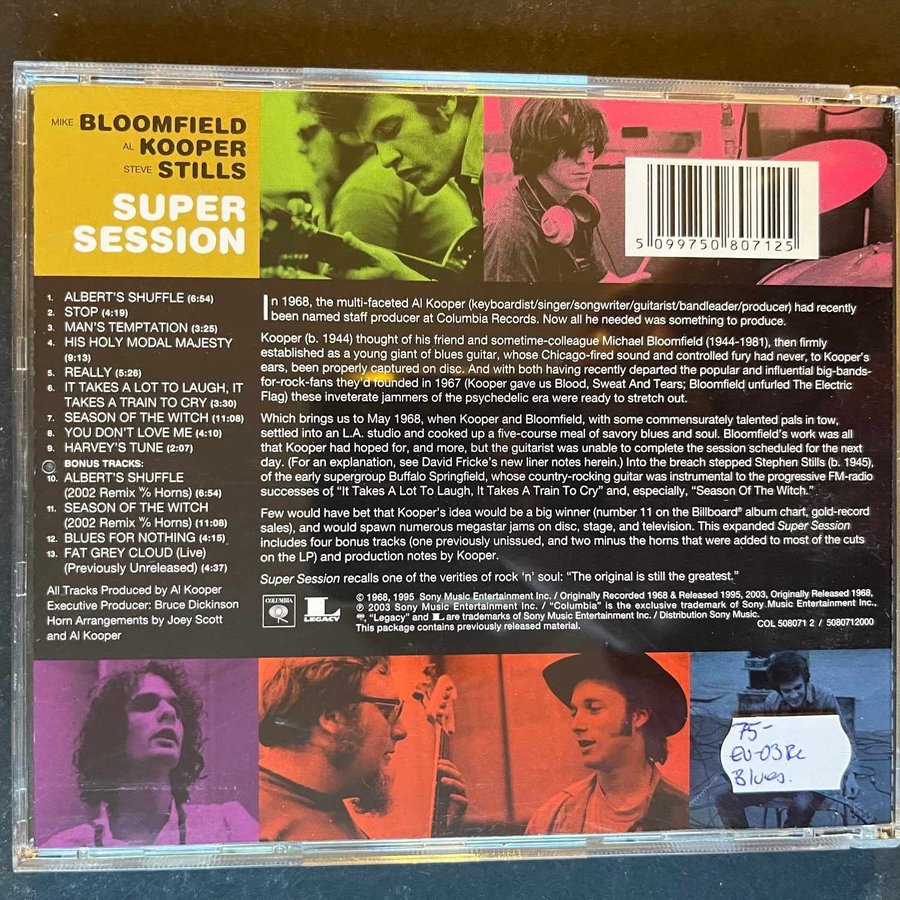 MIKE BLOOMFIELD
AL KOOPER
STEVE STILLS
SUPER
SESSION
5 099750 807125
1. ALBERT'S SHUFFLE (6:54)
2. STOP (4:19)
3. MAN'S TEMPTATION (3:25)
4. HIS HOLY MODAL MAJESTY
(9:13)
5. REALLY (5:26)
6. IT TAKES A LOT TO LAUGH, IT
TAKES A TRAIN TO CRY (3:30)
7. SEASON OF THE WITCH (11:08)
8. YOU DON'T LOVE ME (4:10)
9. HARVEY'S TUNE (2:07)
BONUS TRACKS:
10. ALBERT'S SHUFFLE
(2002 Remix W/O Horns) (6:54)
11. SEASON OF THE WITCH
(2002 Remix W/O Horns) (11:08)
12. BLUES FOR NOTHING (4:15)
13. FAT GREY CLOUD (Live)
(Previously Unreleased) (4:37)
All Tracks Produced by Al Kooper
Executive Producer: Bruce Dickinson
Horn Arrangements by Joey Scott
and Al Kooper
In 1968, the multi-faceted Al Kooper (keyboardist/singer/songwriter/guitarist/bandleader/producer) had recently
been named staff producer at Columbia Records. Now all he needed was something to produce.
Kooper (b. 1944) thought of his friend and sometime-colleague Michael Bloomfield (1944-1981), then firmly
established as a young giant of blues guitar, whose Chicago-fired sound and controlled fury had never, to Kooper's
ears, been properly captured on disc. And with both having recently departed the popular and influential big-bands-
for-rock-fans they'd founded in 1967 (Kooper gave us Blood, Sweat And Tears; Bloomfield unfurled The Electric
Flag) these inveterate jammers of the psychedelic era were ready to stretch out.
Which brings us to May 1968, when Kooper and Bloomfield, with some commensurately talented pals in tow,
settled into an L.A. studio and cooked up a five-course meal of savory blues and soul. Bloomfield's work was all
that Kooper had hoped for, and more, but the guitarist was unable to complete the session scheduled for the next
day. (For an explanation, see David Fricke's new liner notes herein.) Into the breach stepped Stephen Stills (b. 1945),
of the early supergroup Buffalo Springfield, whose country-rocking guitar was instrumental to the progressive FM-radio
successes of "It Takes A Lot To Laugh, It Takes A Train To Cry" and, especially, "Season Of The Witch."
Few would have bet that Kooper's idea would be a big winner (number 11 on the Billboard® album chart, gold-record
sales), and would spawn numerous megastar jams on disc, stage, and television. This expanded Super Session
includes four bonus tracks (one previously unissued, and two minus the horns that were added to most of the cuts
on the LP) and production notes by Kooper.
Super Session recalls one of the verities of rock 'n' soul: "The original is still the greatest."
COLUMBIA
L LEGACY
© 1968, 1995 Sony Music Entertainment Inc. / Originally Recorded 1968 & Released 1995, 2003, Originally Released 1968,
℗ 2003 Sony Music Entertainment Inc. / "Columbia" is the exclusive trademark of Sony Music Entertainment Inc.,
"Legacy" and L are trademarks of Sony Music Entertainment Inc. / Distribution Sony Music.
This package contains previously released material.
COL 508071 2 / 5080712000
75-
EU-03Re
Blues.